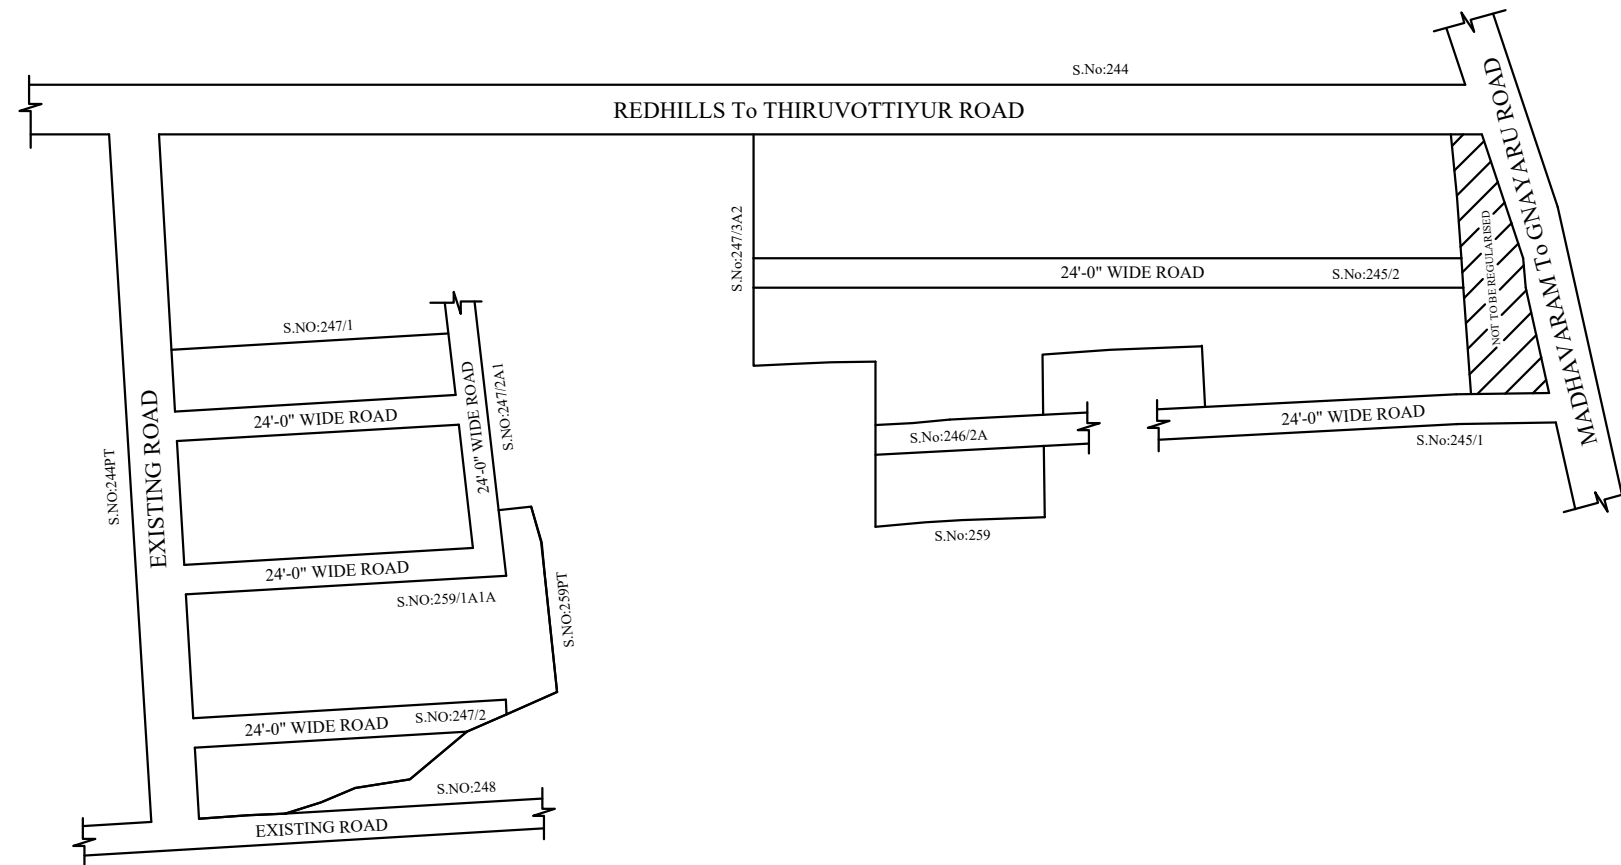 S.No:244
REDHILLS To THIRUVOTTIYUR ROAD
MADHAVARAM To GNAYARU ROAD
S.No:247/3A2
24'-0" WIDE ROAD
S.No:245/2
NOT TO BE REGULARISED
S.NO:247/1
24'-0" WIDE ROAD
24'-0" WIDE ROAD
S.NO:247/2A1
S.No:246/2A
24'-0" WIDE ROAD
S.No:245/1
S.No:259
S.NO:244PT
EXISTING ROAD
24'-0" WIDE ROAD
S.NO:259/1A1A
S.NO:259PT
24'-0" WIDE ROAD
S.NO:247/2
S.NO:248
EXISTING ROAD